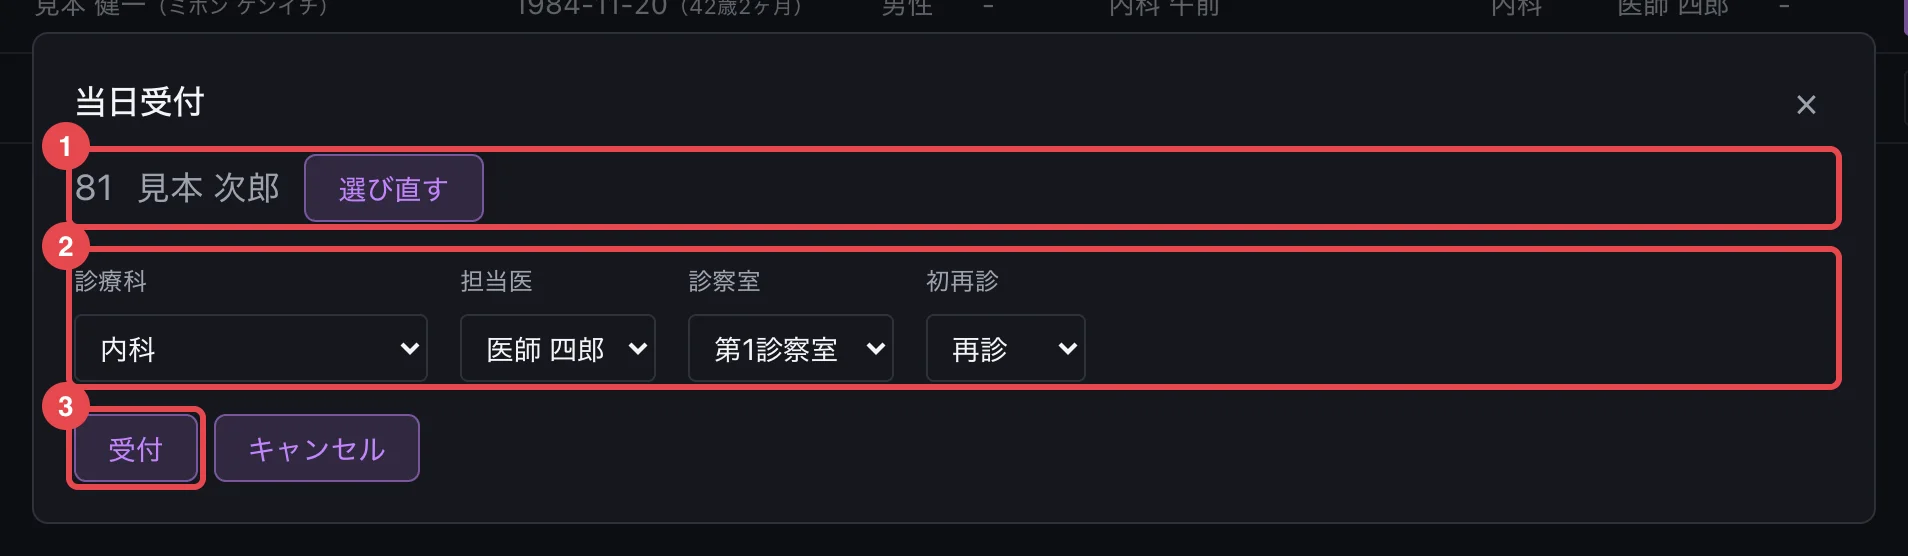 見本 健一（ミホン ケンイチ） 1984-11-20（42歳2ヶ月） 男性 - 内科 午前 内科 医師 四郎 -
当日受付 ×
1
81 見本 次郎 選び直す
2
診療科 担当医 診察室 初再診
内科 医師 四郎 第1診察室 再診
3
受付 キャンセル